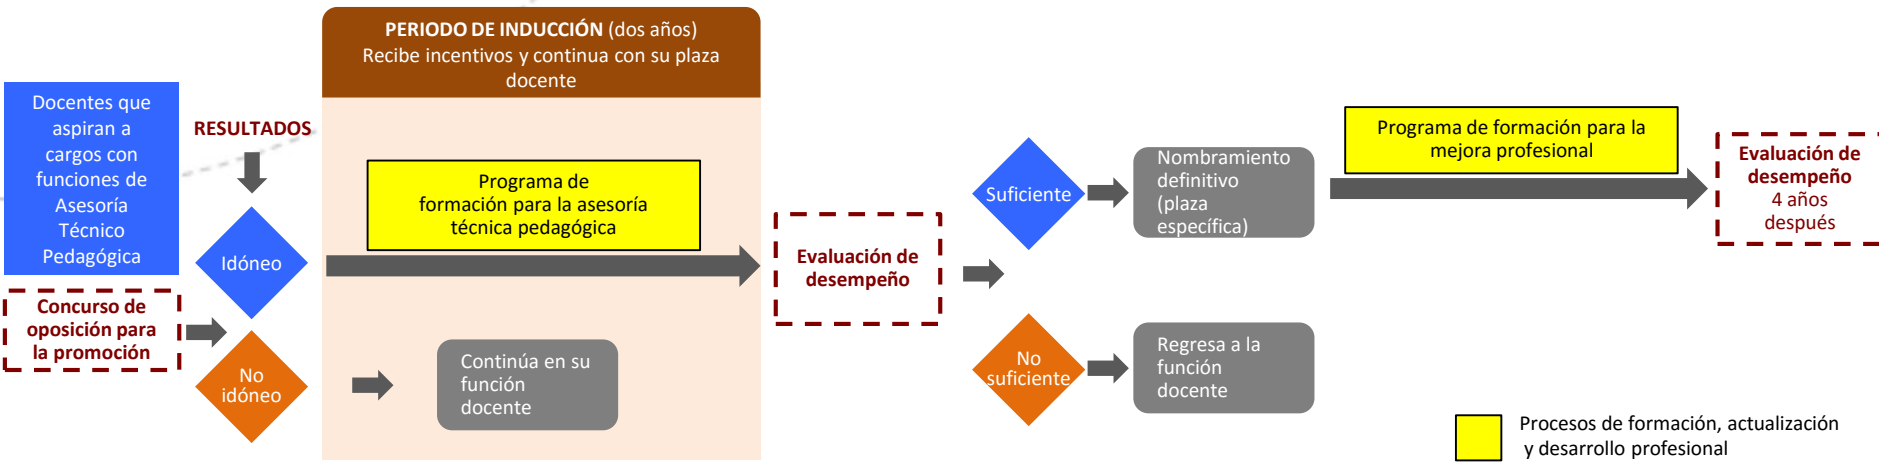 PERIODO DE INDUCCIÓN (dos años)
Recibe incentivos y continua con su plaza
docente
Docentes que
aspiran a
cargos con
funciones de
Asesoría
Técnico
Pedagógica
RESULTADOS
Concurso de
oposición para
la promoción
Idóneo
No
idóneo
Programa de
formación para la asesoría
técnica pedagógica
Continúa en su
función
docente
Evaluación de
desempeño
Suficiente
No
suficiente
Nombramiento
definitivo
(plaza
específica)
Regresa a la
función
docente
Programa de formación para la
mejora profesional
Evaluación de
desempeño
4 años
después
Procesos de formación, actualización
y desarrollo profesional